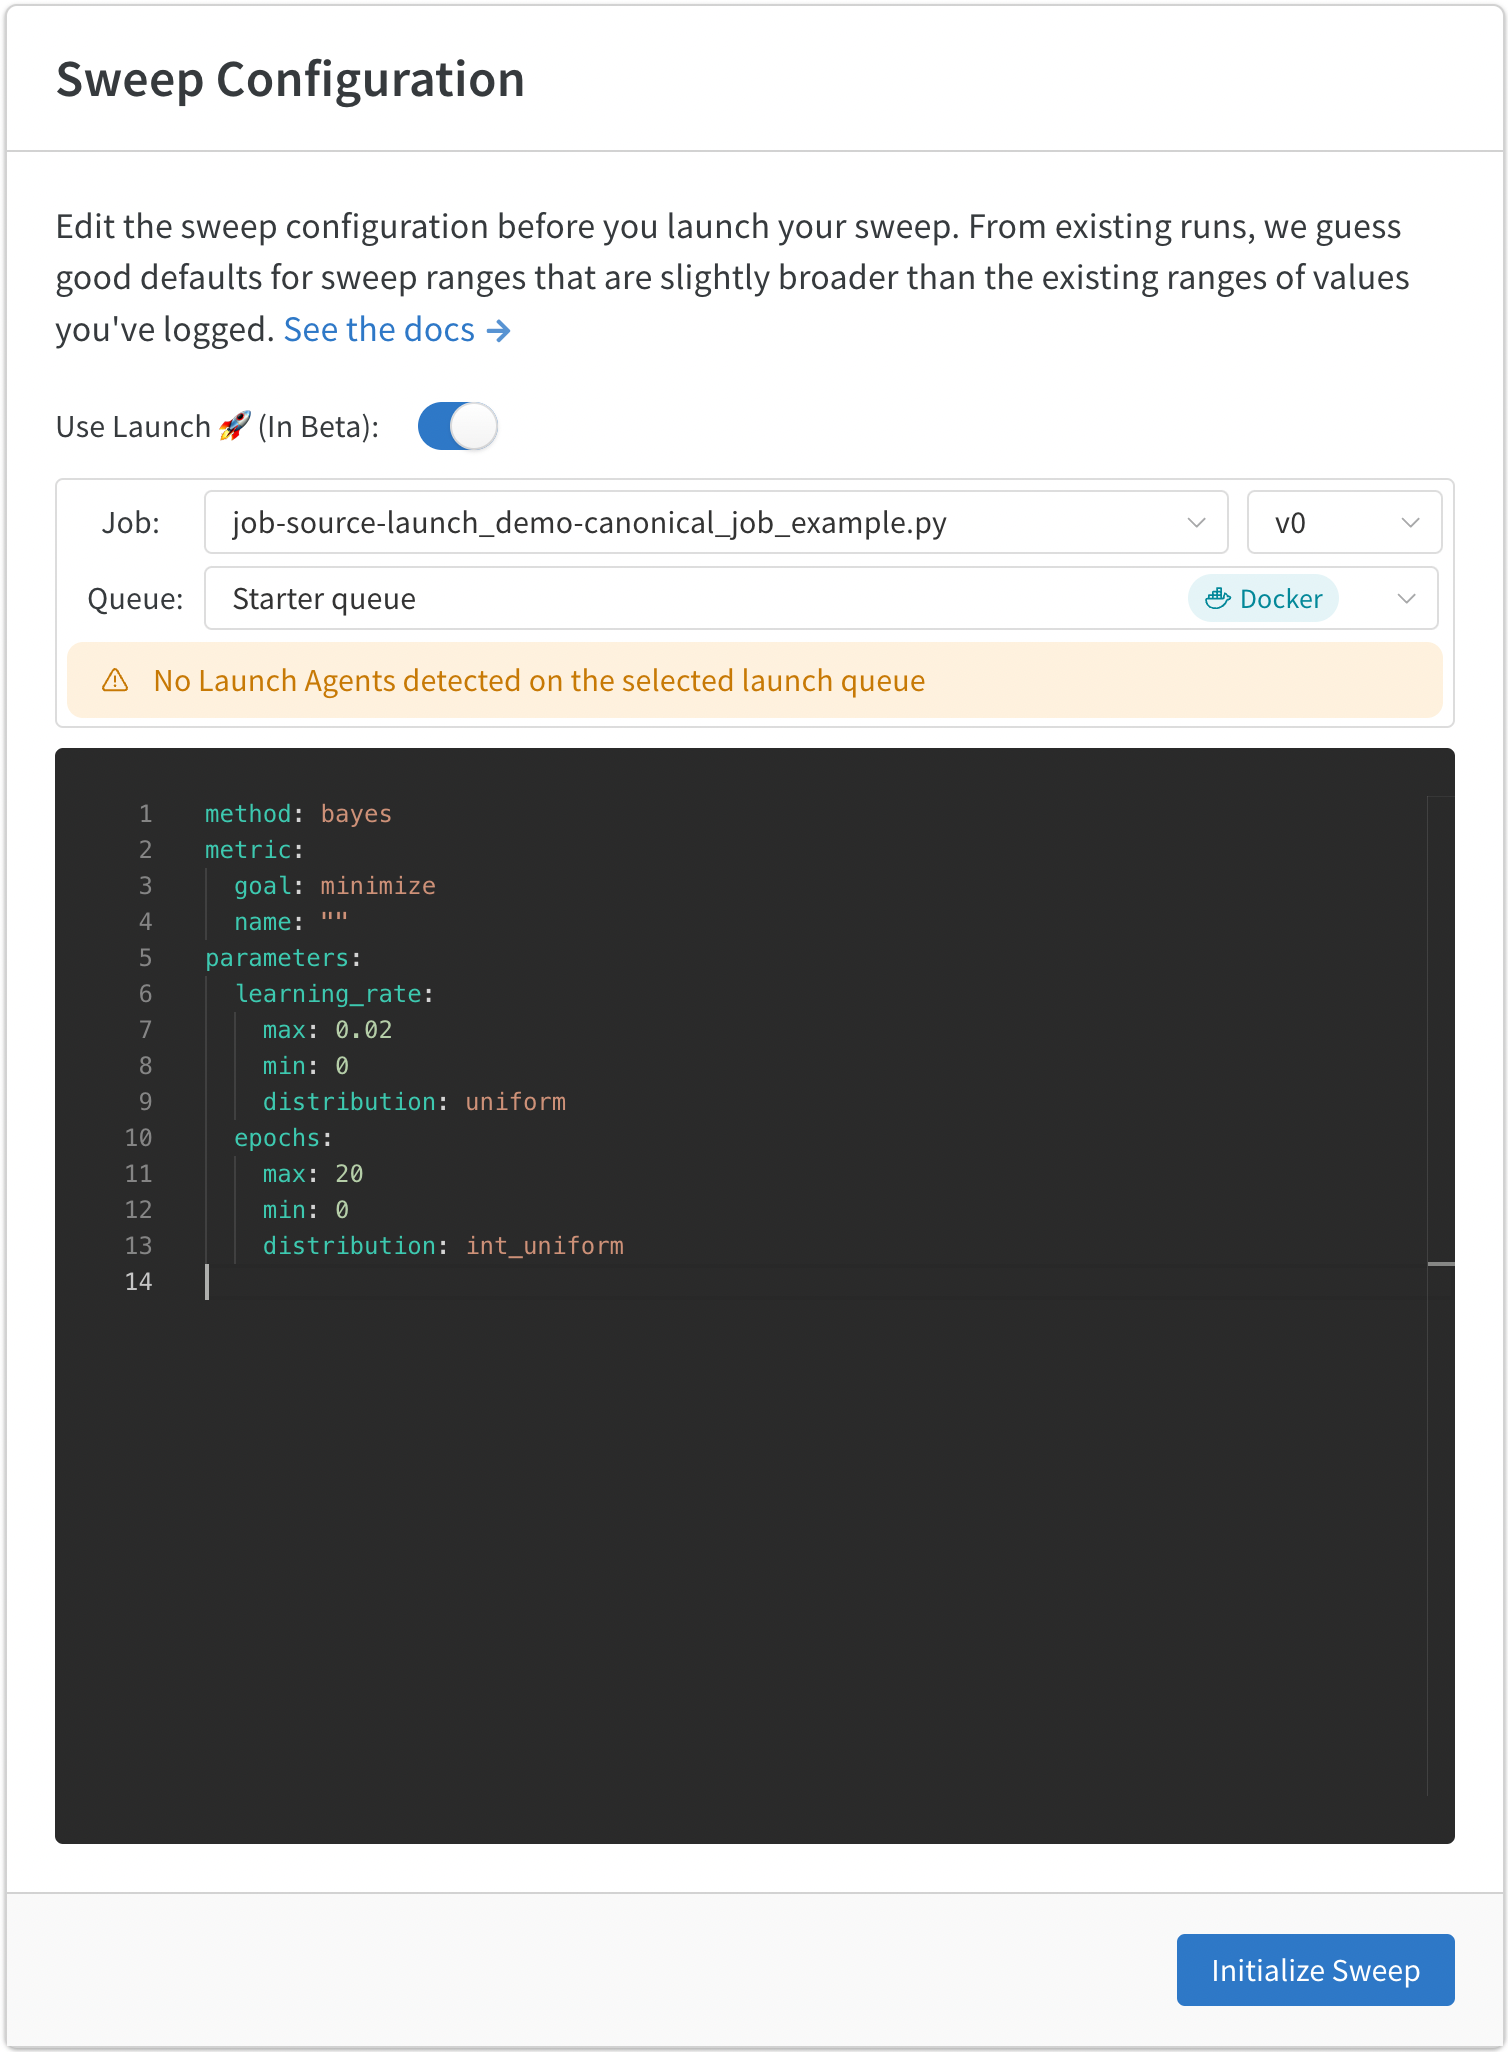 Sweep Configuration
Edit the sweep configuration before you launch your sweep. From existing runs, we guess
good defaults for sweep ranges that are slightly broader than the existing ranges of values
you've logged. See the docs →
Use Launch 🚀 (In Beta):
Job: job-source-launch_demo-canonical_job_example.py v0
Queue: Starter queue Docker
No Launch Agents detected on the selected launch queue
1 method: bayes
2 metric:
3   goal: minimize
4   name: ""
5 parameters:
6   learning_rate:
7     max: 0.02
8     min: 0
9     distribution: uniform
10   epochs:
11     max: 20
12     min: 0
13     distribution: int_uniform
14
Initialize Sweep